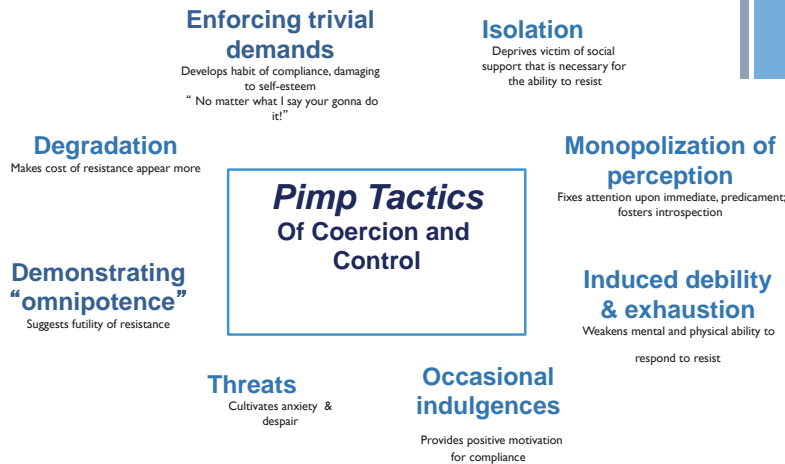 Enforcing trivial
demands
Develops habit of compliance, damaging
to self-esteem
“ No matter what I say your gonna do
it!”
Isolation
Deprives victim of social
support that is necessary for
the ability to resist
Degradation
Makes cost of resistance appear more
Monopolization of
perception
Fixes attention upon immediate, predicament;
fosters introspection
Pimp Tactics
Of Coercion and
Control
Demonstrating
“omnipotence”
Suggests futility of resistance
Induced debility
& exhaustion
Weakens mental and physical ability to
respond to resist
Threats
Cultivates anxiety &
despair
Occasional
indulgences
Provides positive motivation
for compliance